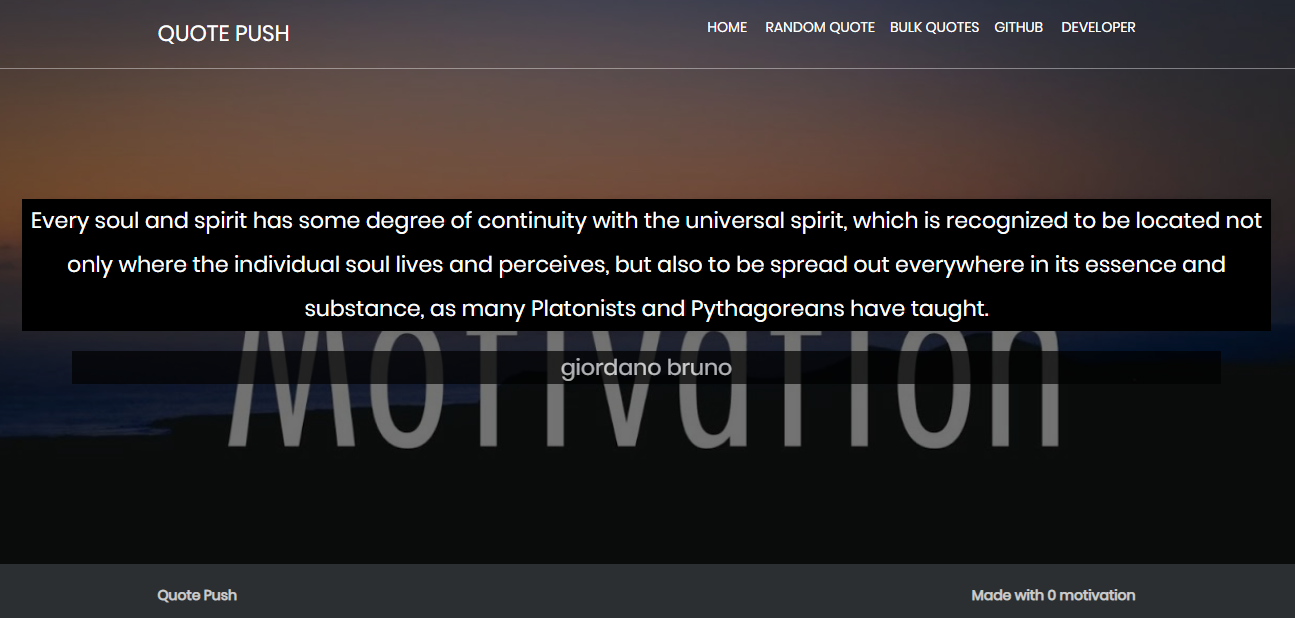 QUOTE PUSH
HOME RANDOM QUOTE BULK QUOTES GITHUB DEVELOPER
Every soul and spirit has some degree of continuity with the universal spirit, which is recognized to be located not
only where the individual soul lives and perceives, but also to be spread out everywhere in its essence and
substance, as many Platonists and Pythagoreans have taught.
Motivation
giordano bruno
Quote Push
Made with 0 motivation